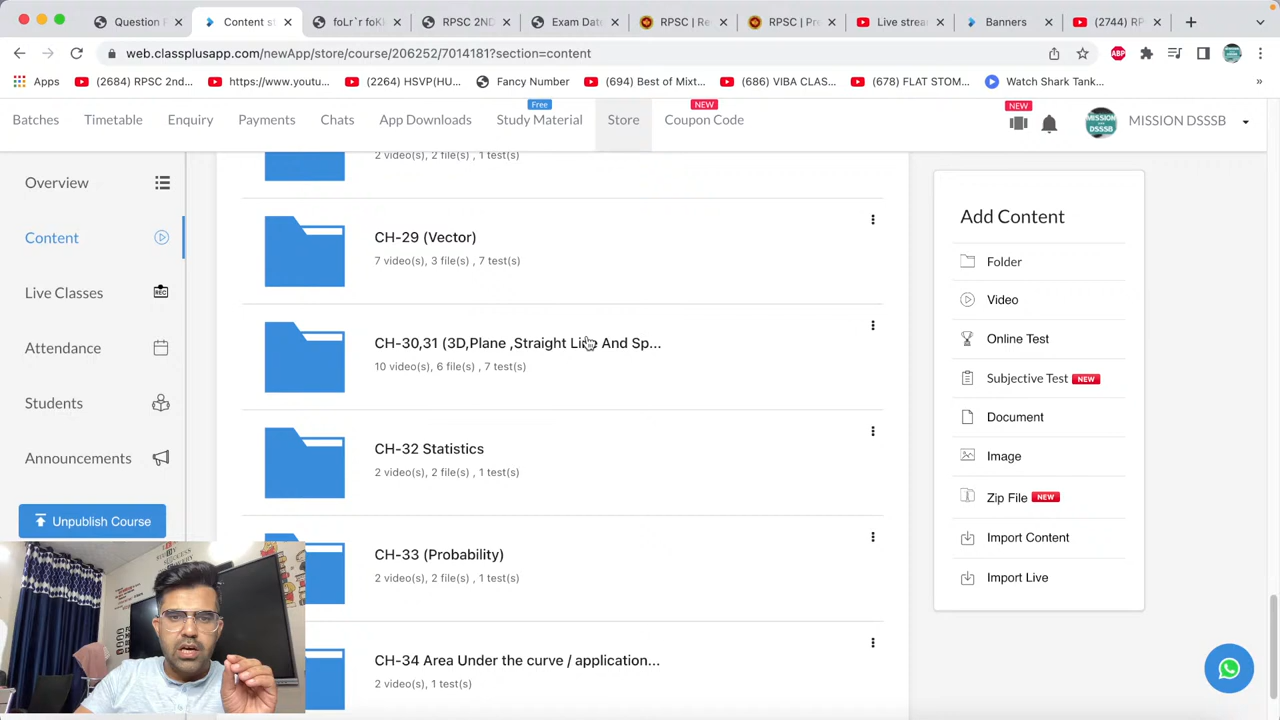 Question F
Content st
foLr`r foKl
RPSC 2ND
Exam Date
RPSC | Re
RPSC | Pr
Live strea
Banners
(2744) RP
web.classplusapp.com/newApp/store/course/206252/7014181?section=content
ABP
Apps
(2684) RPSC 2nd...
https://www.youtu...
(2264) HSVP(HU...
Fancy Number
(694) Best of Mixt...
(686) VIBA CLAS...
(678) FLAT STOM...
Watch Shark Tank...
Batches
Timetable
Enquiry
Payments
Chats
App Downloads
Free
Study Material
Store
NEW
Coupon Code
NEW
MISSION DSSSB
MISSION
DSSSB
Overview
Content
Live Classes
REC
Attendance
Students
Announcements
Unpublish Course
2 video(s), 2 file(s) , 1 test(s)
CH-29 (Vector)
7 video(s), 3 file(s) , 7 test(s)
CH-30,31 (3D,Plane ,Straight Line And Sp...
10 video(s), 6 file(s) , 7 test(s)
CH-32 Statistics
2 video(s), 2 file(s) , 1 test(s)
CH-33 (Probability)
2 video(s), 2 file(s) , 1 test(s)
CH-34 Area Under the curve / application...
2 video(s), 1 test(s)
Add Content
Folder
Video
Online Test
Subjective Test NEW
Document
Image
Zip File NEW
Import Content
Import Live